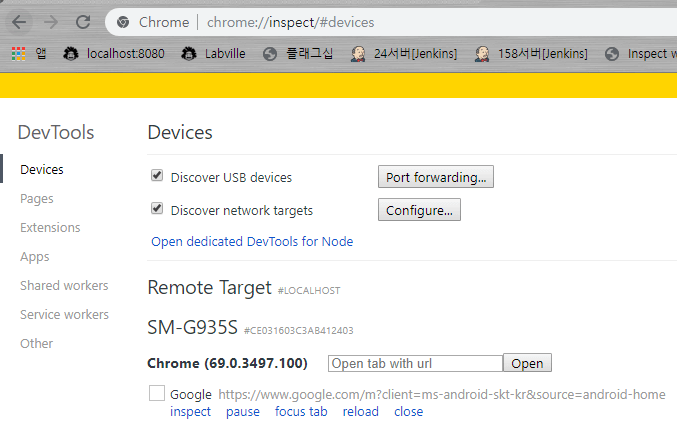 Chrome | chrome://inspect/#devices
앱 localhost:8080 Labville 플래그십 24서버[Jenkins] 158서버[Jenkins] Inspect w
DevTools
Devices
Pages
Extensions
Apps
Shared workers
Service workers
Other
Devices
Discover USB devices Port forwarding...
Discover network targets Configure...
Open dedicated DevTools for Node
Remote Target #LOCALHOST
SM-G935S #CE031603C3AB412403
Chrome (69.0.3497.100) Open tab with url Open
Google https://www.google.com/m?client=ms-android-skt-kr&source=android-home
inspect pause focus tab reload close